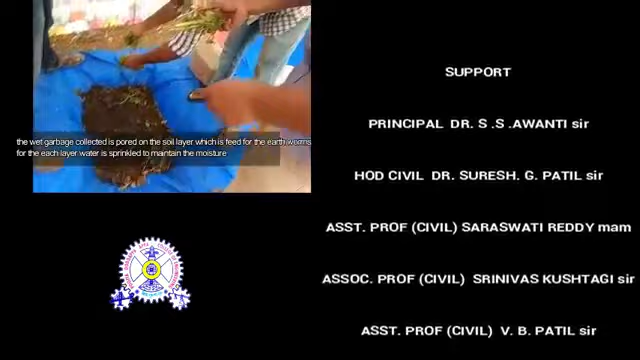 the wet garbage collected is pored on the soil layer which is feed for the earth worms
for the each layer water is sprinkled to maintain the moisture
SUPPORT
PRINCIPAL DR. S .S .AWANTI sir
HOD CIVIL DR. SURESH. G. PATIL sir
ASST. PROF (CIVIL) SARASWATI REDDY mam
ASSOC. PROF (CIVIL) SRINIVAS KUSHTAGI sir
ASST. PROF (CIVIL) V. B. PATIL sir